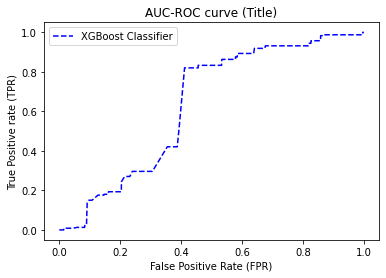 AUC-ROC curve (Title)
XGBoost Classifier
True Positive rate (TPR)
1.0
0.8
0.6
0.4
0.2
0.0
0.0 0.2 0.4 0.6 0.8 1.0
False Positive Rate (FPR)